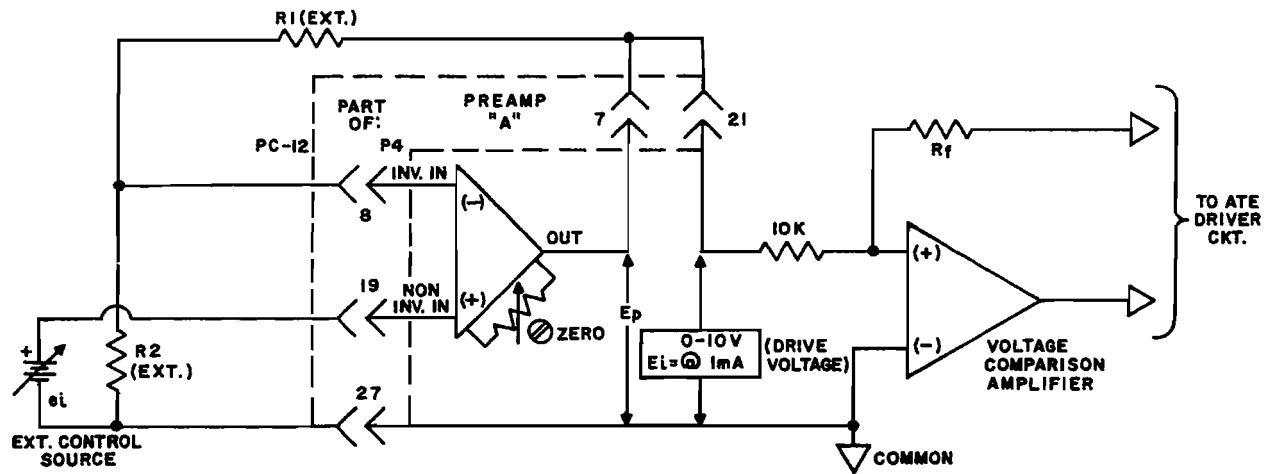 R1 (EXT.)
PART
OF:
PREAMP
"A"
7
21
PC-12
P4
INV. IN
8
(−)
OUT
19
NON
INV. IN
(+)
ZERO
Ep
0-10V
Ei=@ 1mA
(DRIVE
VOLTAGE)
10K
Rf
(+)
(−)
VOLTAGE
COMPARISON
AMPLIFIER
TO ATE
DRIVER
CKT.
+
ei
R2
(EXT.)
27
EXT. CONTROL
SOURCE
COMMON